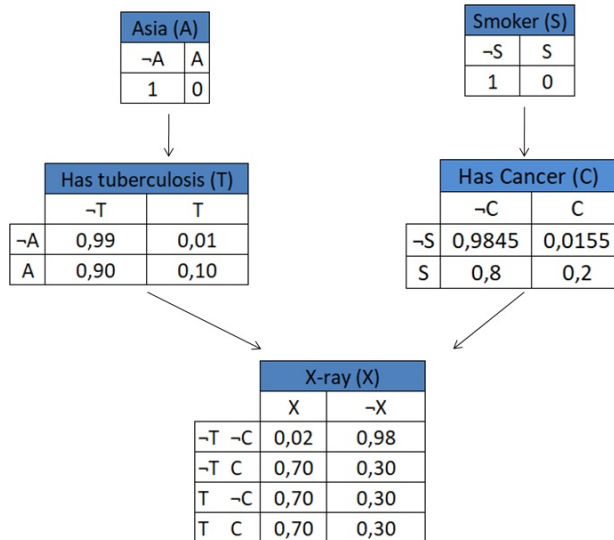 Asia (A)
¬A A
1 0
Smoker (S)
¬S S
1 0
Has tuberculosis (T)
¬T T
¬A 0,99 0,01
A 0,90 0,10
Has Cancer (C)
¬C C
¬S 0,9845 0,0155
S 0,8 0,2
X-ray (X)
X ¬X
¬T ¬C 0,02 0,98
¬T C 0,70 0,30
T ¬C 0,70 0,30
T C 0,70 0,30